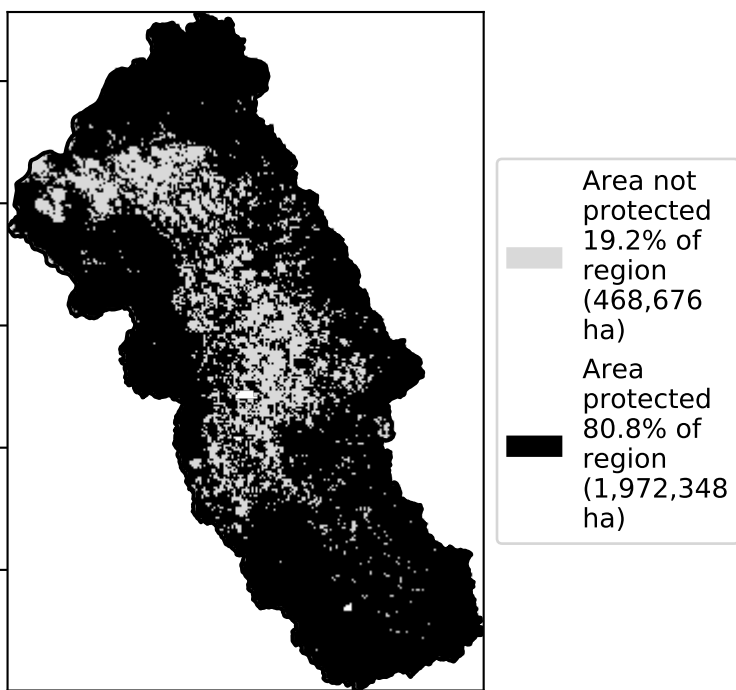 Area not
protected
19.2% of
region
(468,676
ha)
Area
protected
80.8% of
region
(1,972,348
ha)